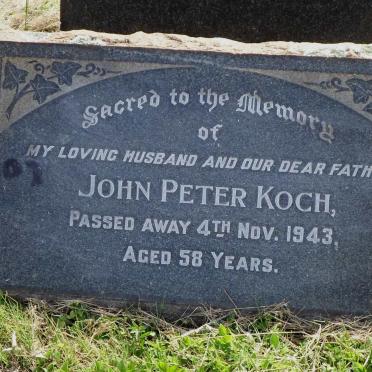 Sacred to the Memory
of
MY LOVING HUSBAND AND OUR DEAR FATH
JOHN PETER KOCH,
PASSED AWAY 4TH NOV. 1943,
AGED 58 YEARS.